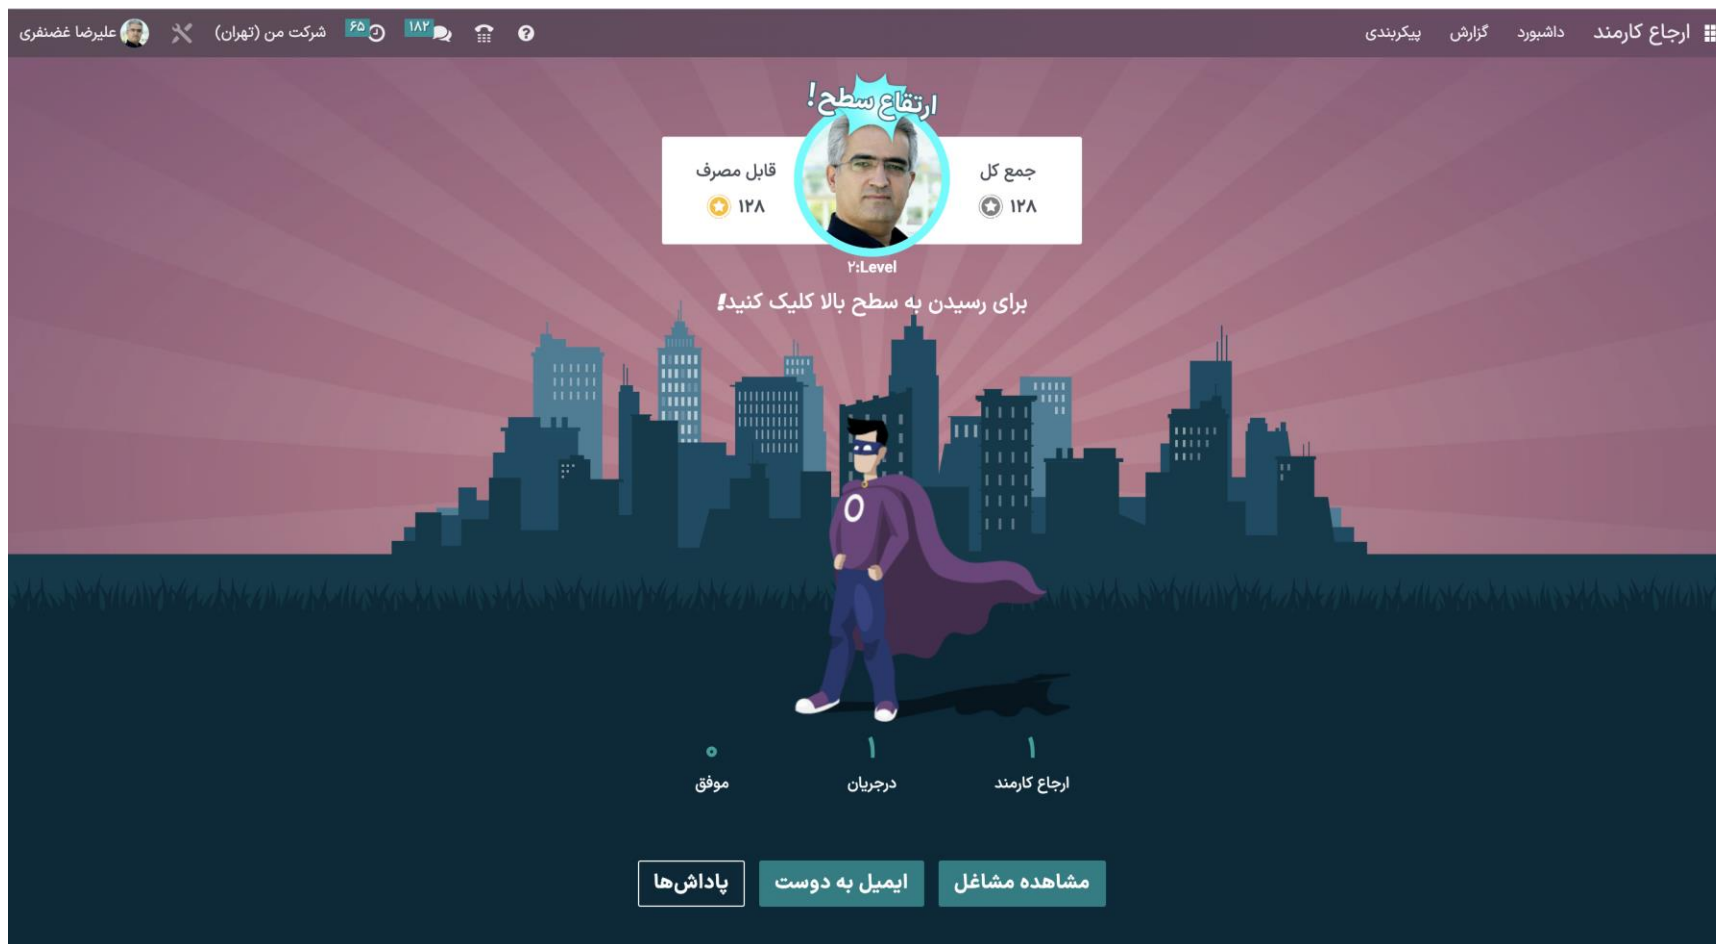 ارجاع کارمند داشبورد گزارش پیکربندی
۱۸۲ ۶۵ شرکت من (تهران) علیرضا غضنفری
ارتقاع سطح!
جمع کل
۱۲۸
قابل مصرف
۱۲۸
Level:۲
برای رسیدن به سطح بالا کلیک کنید!
O
۱ ۱ ۰
ارجاع کارمند درجریان موفق
مشاهده مشاغل ایمیل به دوست پاداش‌ها